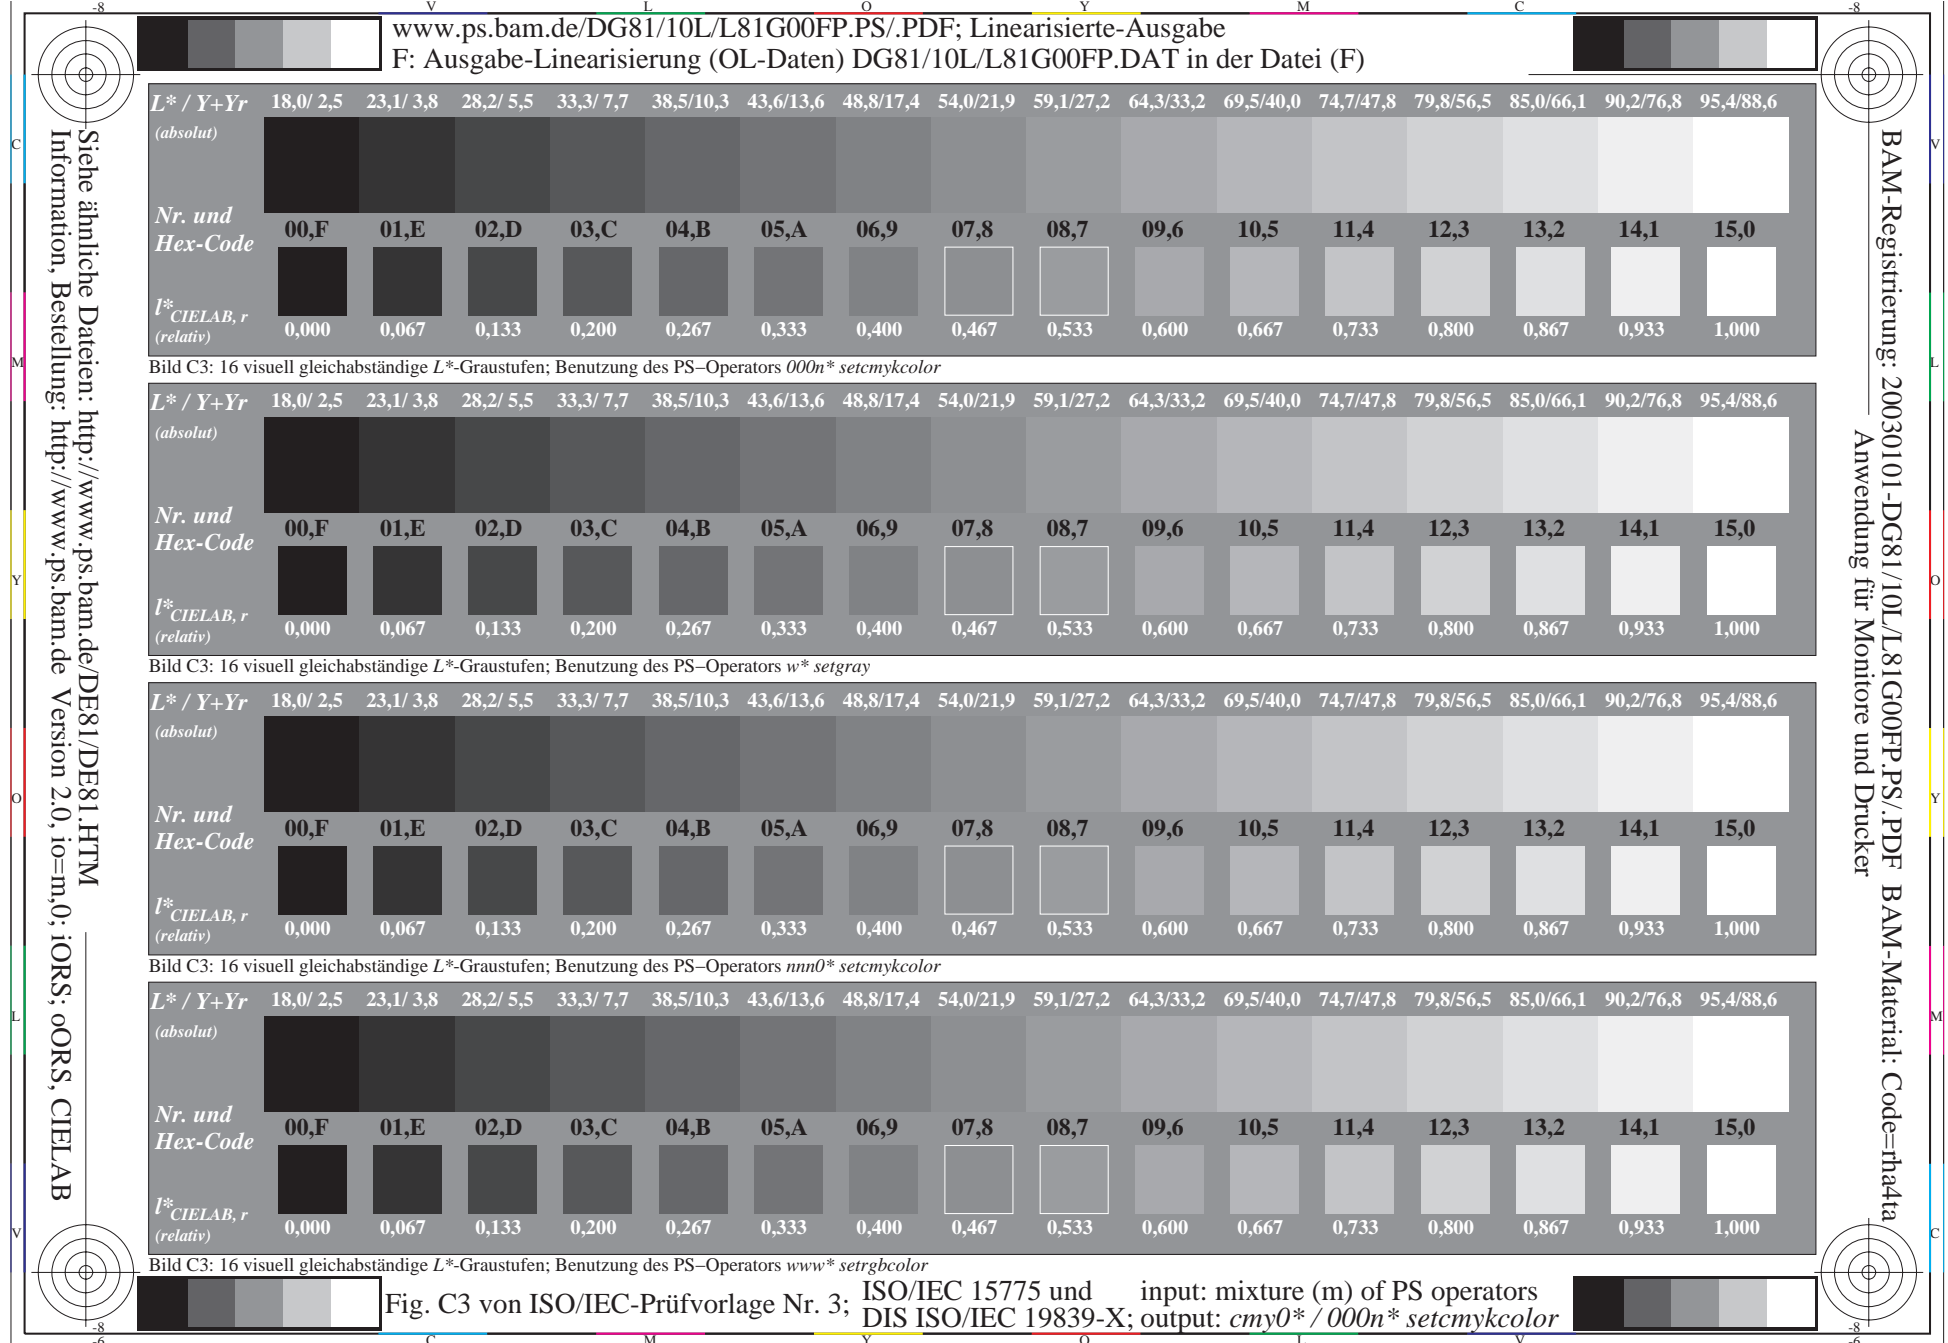 -8 V L O Y M C -8
www.ps.bam.de/DG81/10L/L81G00FP.PS/.PDF; Linearisierte-Ausgabe
F: Ausgabe-Linearisierung (OL-Daten) DG81/10L/L81G00FP.DAT in der Datei (F)
L* / Y+Yr 18,0/ 2,5 23,1/ 3,8 28,2/ 5,5 33,3/ 7,7 38,5/10,3 43,6/13,6 48,8/17,4 54,0/21,9 59,1/27,2 64,3/33,2 69,5/40,0 74,7/47,8 79,8/56,5 85,0/66,1 90,2/76,8 95,4/88,6
(absolut)
Nr. und
Hex-Code 00,F 01,E 02,D 03,C 04,B 05,A 06,9 07,8 08,7 09,6 10,5 11,4 12,3 13,2 14,1 15,0
l*CIELAB, r
(relativ) 0,000 0,067 0,133 0,200 0,267 0,333 0,400 0,467 0,533 0,600 0,667 0,733 0,800 0,867 0,933 1,000
Bild C3: 16 visuell gleichabständige L*-Graustufen; Benutzung des PS−Operators 000n* setcmykcolor
L* / Y+Yr 18,0/ 2,5 23,1/ 3,8 28,2/ 5,5 33,3/ 7,7 38,5/10,3 43,6/13,6 48,8/17,4 54,0/21,9 59,1/27,2 64,3/33,2 69,5/40,0 74,7/47,8 79,8/56,5 85,0/66,1 90,2/76,8 95,4/88,6
(absolut)
Nr. und
Hex-Code 00,F 01,E 02,D 03,C 04,B 05,A 06,9 07,8 08,7 09,6 10,5 11,4 12,3 13,2 14,1 15,0
l*CIELAB, r
(relativ) 0,000 0,067 0,133 0,200 0,267 0,333 0,400 0,467 0,533 0,600 0,667 0,733 0,800 0,867 0,933 1,000
Bild C3: 16 visuell gleichabständige L*-Graustufen; Benutzung des PS−Operators w* setgray
L* / Y+Yr 18,0/ 2,5 23,1/ 3,8 28,2/ 5,5 33,3/ 7,7 38,5/10,3 43,6/13,6 48,8/17,4 54,0/21,9 59,1/27,2 64,3/33,2 69,5/40,0 74,7/47,8 79,8/56,5 85,0/66,1 90,2/76,8 95,4/88,6
(absolut)
Nr. und
Hex-Code 00,F 01,E 02,D 03,C 04,B 05,A 06,9 07,8 08,7 09,6 10,5 11,4 12,3 13,2 14,1 15,0
l*CIELAB, r
(relativ) 0,000 0,067 0,133 0,200 0,267 0,333 0,400 0,467 0,533 0,600 0,667 0,733 0,800 0,867 0,933 1,000
Bild C3: 16 visuell gleichabständige L*-Graustufen; Benutzung des PS−Operators nnn0* setcmykcolor
L* / Y+Yr 18,0/ 2,5 23,1/ 3,8 28,2/ 5,5 33,3/ 7,7 38,5/10,3 43,6/13,6 48,8/17,4 54,0/21,9 59,1/27,2 64,3/33,2 69,5/40,0 74,7/47,8 79,8/56,5 85,0/66,1 90,2/76,8 95,4/88,6
(absolut)
Nr. und
Hex-Code 00,F 01,E 02,D 03,C 04,B 05,A 06,9 07,8 08,7 09,6 10,5 11,4 12,3 13,2 14,1 15,0
l*CIELAB, r
(relativ) 0,000 0,067 0,133 0,200 0,267 0,333 0,400 0,467 0,533 0,600 0,667 0,733 0,800 0,867 0,933 1,000
Bild C3: 16 visuell gleichabständige L*-Graustufen; Benutzung des PS−Operators www* setrgbcolor
Fig. C3 von ISO/IEC-Prüfvorlage Nr. 3; ISO/IEC 15775 und input: mixture (m) of PS operators
DIS ISO/IEC 19839-X; output: cmy0* / 000n* setcmykcolor
-8 C M Y O L V -8
-6 -6
Siehe ähnliche Dateien: http://www.ps.bam.de/DE81/DE81.HTM
Information, Bestellung: http://www.ps.bam.de Version 2.0, io=m,0; iORS; oORS, CIELAB
BAM-Registrierung: 20030101-DG81/10L/L81G00FP.PS/.PDF BAM-Material: Code=rha4ta
Anwendung für Monitore und Drucker
C
M
Y
O
L
V
V
L
O
Y
M
C